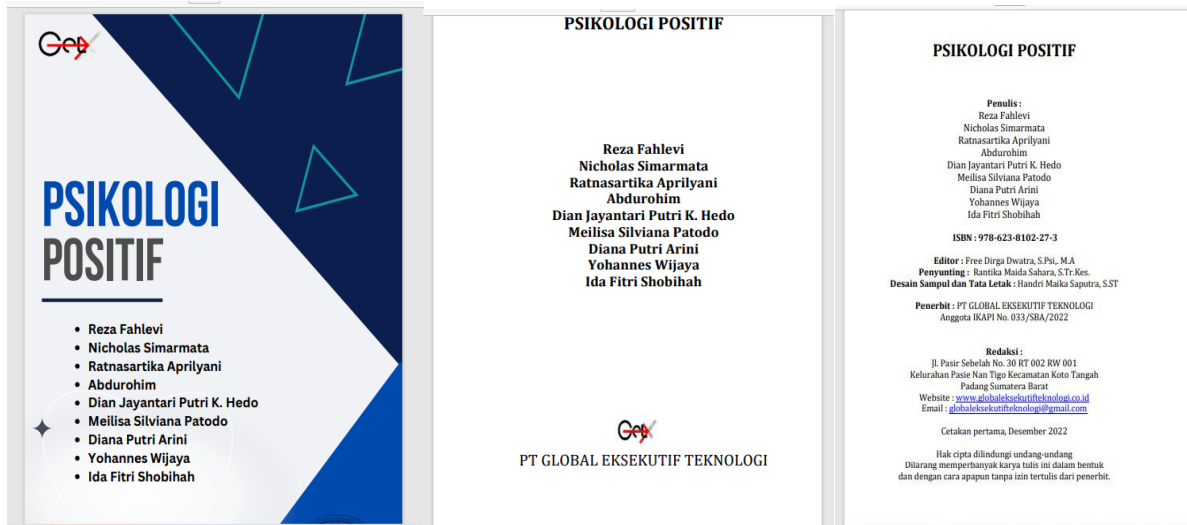 Get
PSIKOLOGI
POSITIF
• Reza Fahlevi
• Nicholas Simarmata
• Ratnasartika Aprilyani
• Abdurohim
• Dian Jayantari Putri K. Hedo
• Meilisa Silviana Patodo
• Diana Putri Arini
• Yohannes Wijaya
• Ida Fitri Shobihah
PSIKOLOGI POSITIF
Reza Fahlevi
Nicholas Simarmata
Ratnasartika Aprilyani
Abdurohim
Dian Jayantari Putri K. Hedo
Meilisa Silviana Patodo
Diana Putri Arini
Yohannes Wijaya
Ida Fitri Shobihah
Get
PT GLOBAL EKSEKUTIF TEKNOLOGI
PSIKOLOGI POSITIF
Penulis :
Reza Fahlevi
Nicholas Simarmata
Ratnasartika Aprilyani
Abdurohim
Dian Jayantari Putri K. Hedo
Meilisa Silviana Patodo
Diana Putri Arini
Yohannes Wijaya
Ida Fitri Shobihah
ISBN : 978-623-8102-27-3
Editor : Free Dirga Dwatra, S.Psi,. M.A
Penyunting : Rantika Maida Sahara, S.Tr.Kes.
Desain Sampul dan Tata Letak : Handri Maika Saputra, S.ST
Penerbit : PT GLOBAL EKSEKUTIF TEKNOLOGI
Anggota IKAPI No. 033/SBA/2022
Redaksi :
Jl. Pasir Sebelah No. 30 RT 002 RW 001
Kelurahan Pasie Nan Tigo Kecamatan Koto Tangah
Padang Sumatera Barat
Website : www.globaleksekutifteknologi.co.id
Email : globaleksekutifteknologi@gmail.com
Cetakan pertama, Desember 2022
Hak cipta dilindungi undang-undang
Dilarang memperbanyak karya tulis ini dalam bentuk
dan dengan cara apapun tanpa izin tertulis dari penerbit.